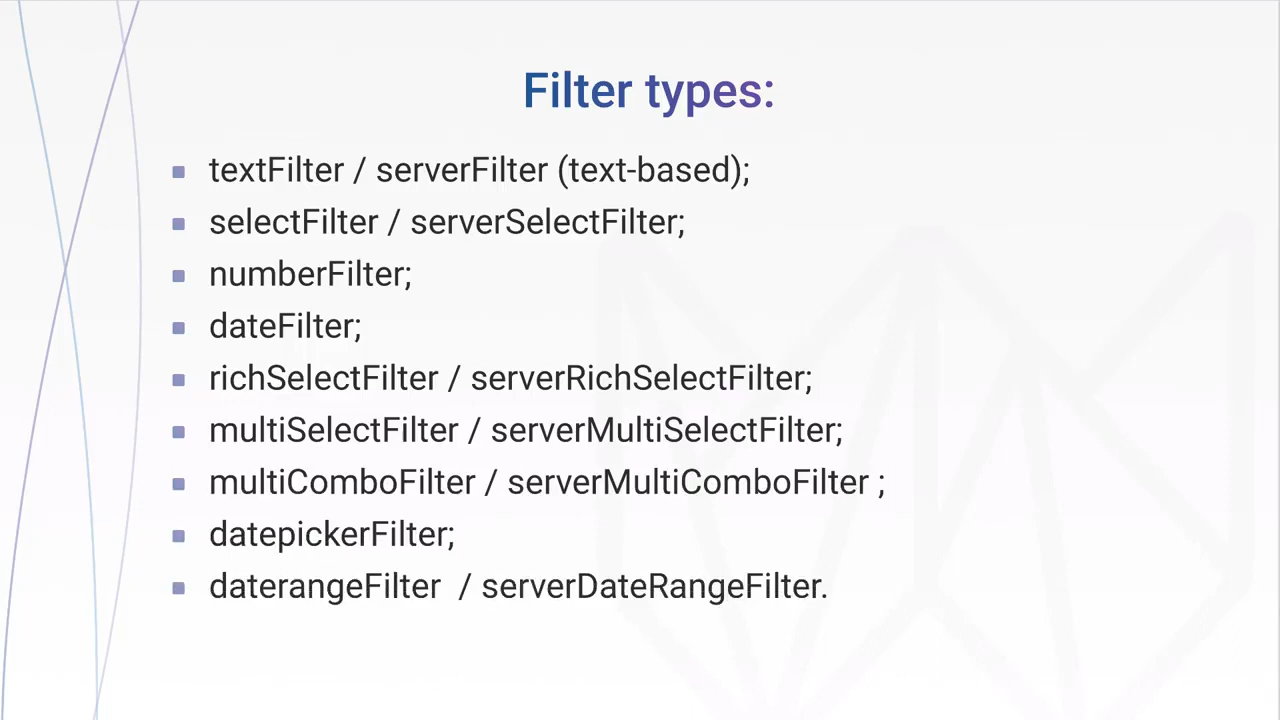 Filter types:
textFilter / serverFilter (text-based);
selectFilter / serverSelectFilter;
numberFilter;
dateFilter;
richSelectFilter / serverRichSelectFilter;
multiSelectFilter / serverMultiSelectFilter;
multiComboFilter / serverMultiComboFilter ;
datepickerFilter;
daterangeFilter  / serverDateRangeFilter.